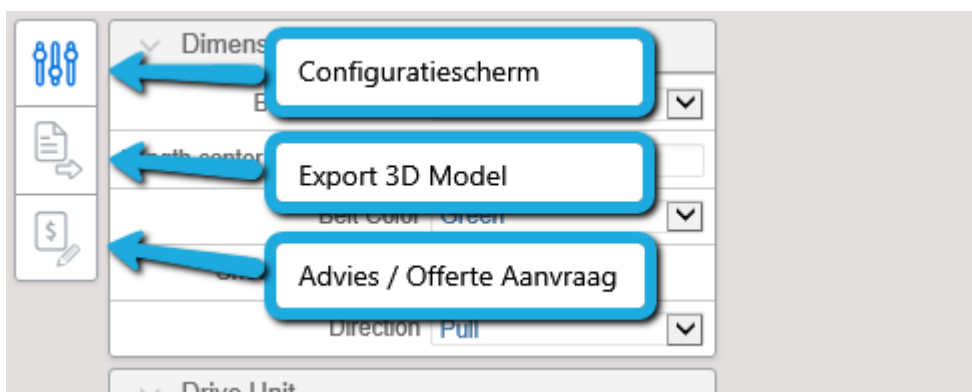 Dimens
Configuratiescherm
Export 3D Model
Belt Color Green
$
Advies / Offerte Aanvraag
Direction Pull
Drive Unit